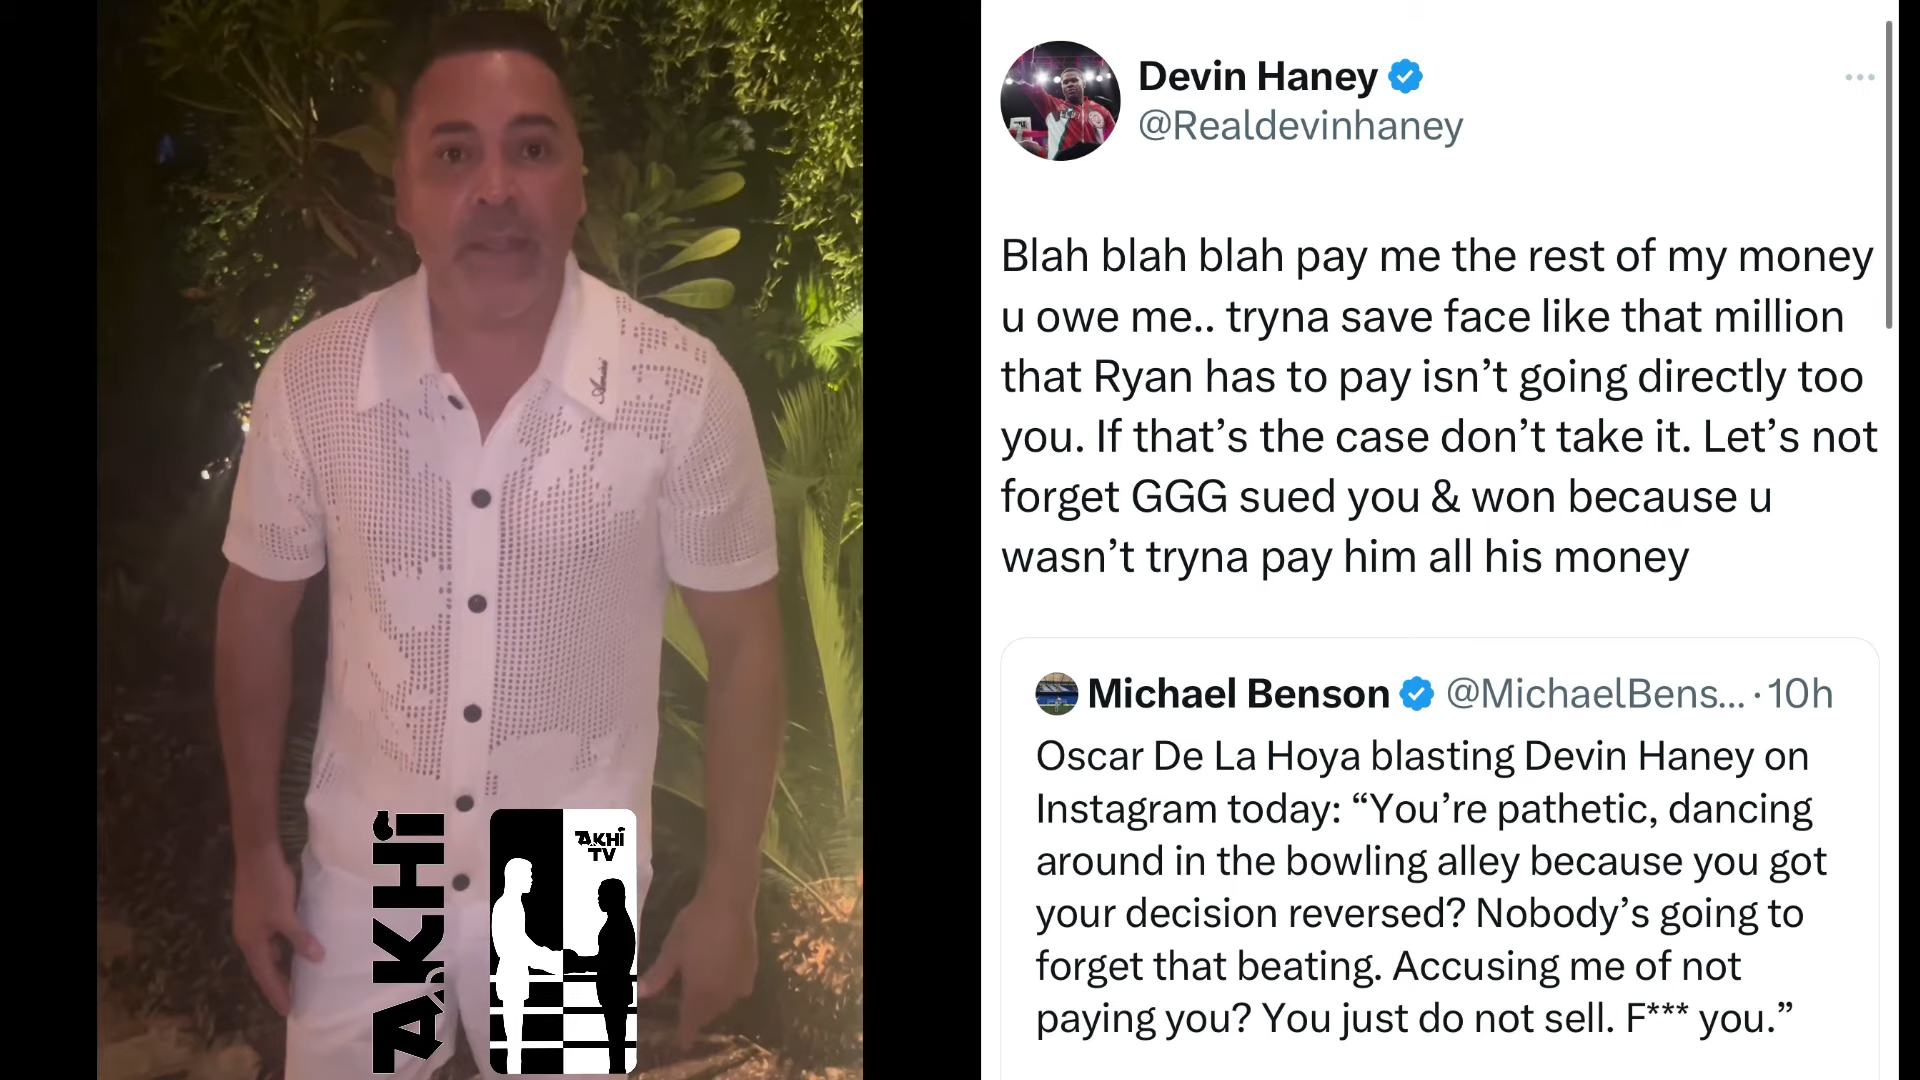 Devin Haney
@Realdevinhaney
Blah blah blah pay me the rest of my money
u owe me.. tryna save face like that million
that Ryan has to pay isn’t going directly too
you. If that’s the case don’t take it. Let’s not
forget GGG sued you & won because u
wasn’t tryna pay him all his money
Michael Benson @MichaelBens... · 10h
Oscar De La Hoya blasting Devin Haney on
Instagram today: “You’re pathetic, dancing
around in the bowling alley because you got
your decision reversed? Nobody’s going to
forget that beating. Accusing me of not
paying you? You just do not sell. F*** you.”
AKHi
AKHi
TV